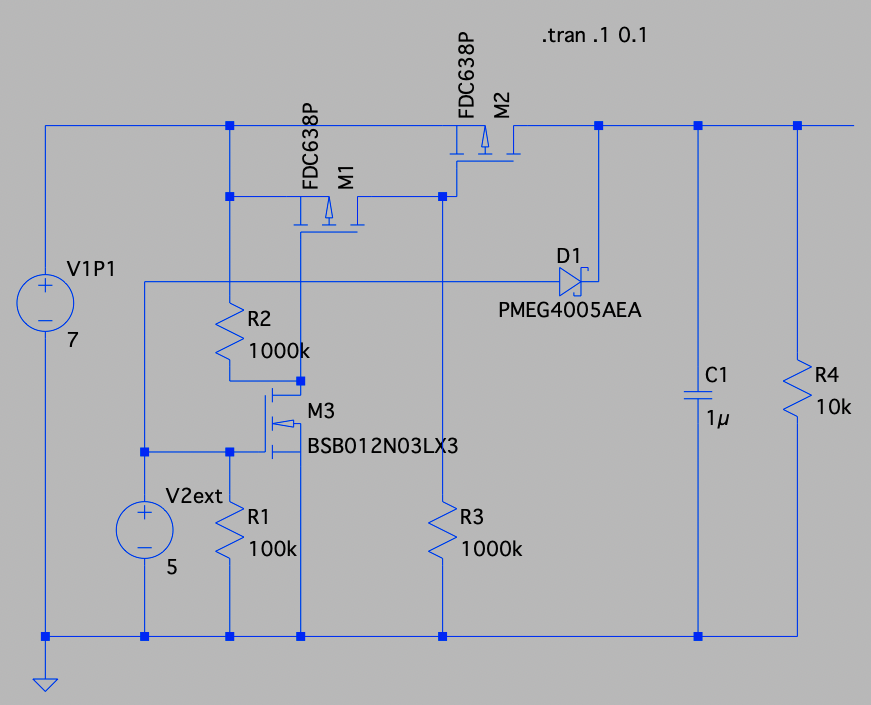 .tran .1 0.1
FDC638P
M2
FDC638P
M1
V1P1
+
−
7
D1
PMEG4005AEA
R2
1000k
M3
BSB012N03LX3
C1
1µ
R4
10k
V2ext
+
−
5
R1
100k
R3
1000k